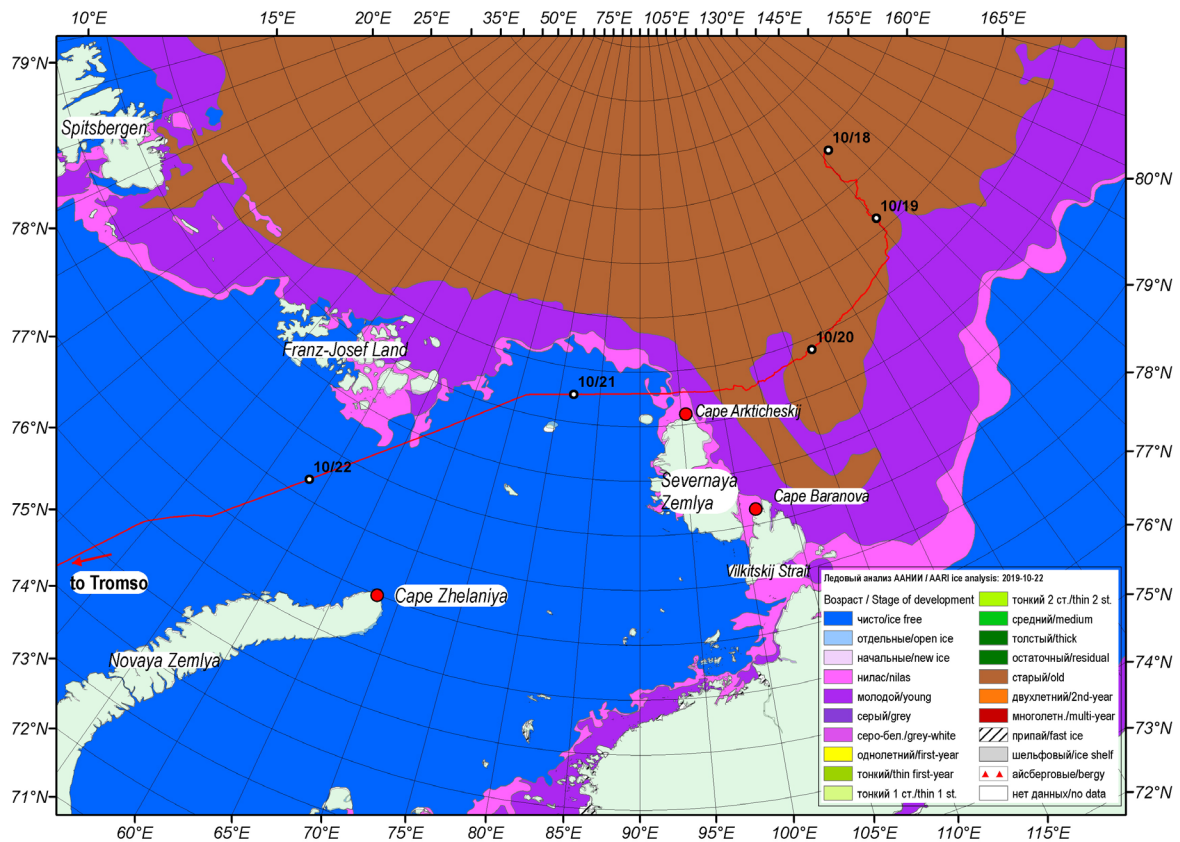 10°E 15°E 20°E 25°E 35°E 50°E 75°E 105°E 130°E 145°E 155°E 160°E 165°E
79°N
Spitsbergen
10/18
80°N
10/19
78°N
79°N
77°N
Franz-Josef Land
10/20
78°N
10/21
76°N
Cape Arkticheskij
77°N
10/22
Severnaya
Zemlya
Cape Baranova
75°N
76°N
Vilkitskij Strait
to Tromso
74°N
Cape Zhelaniya
75°N
73°N
Novaya Zemlya
74°N
72°N
73°N
71°N
72°N
60°E 65°E 70°E 75°E 80°E 85°E 90°E 95°E 100°E 105°E 110°E 115°E
Ледовый анализ ААНИИ / AARI ice analysis: 2019-10-22
Возраст / Stage of development
чисто/ice free
отдельные/open ice
начальные/new ice
нилас/nilas
молодой/young
серый/grey
серо-бел./grey-white
однолетний/first-year
тонкий/thin first-year
тонкий 1 ст./thin 1 st.
тонкий 2 ст./thin 2 st.
средний/medium
толстый/thick
остаточный/residual
старый/old
двухлетний/2nd-year
многолетн./multi-year
припай/fast ice
шельфовый/ice shelf
айсберговые/bergy
нет данных/no data